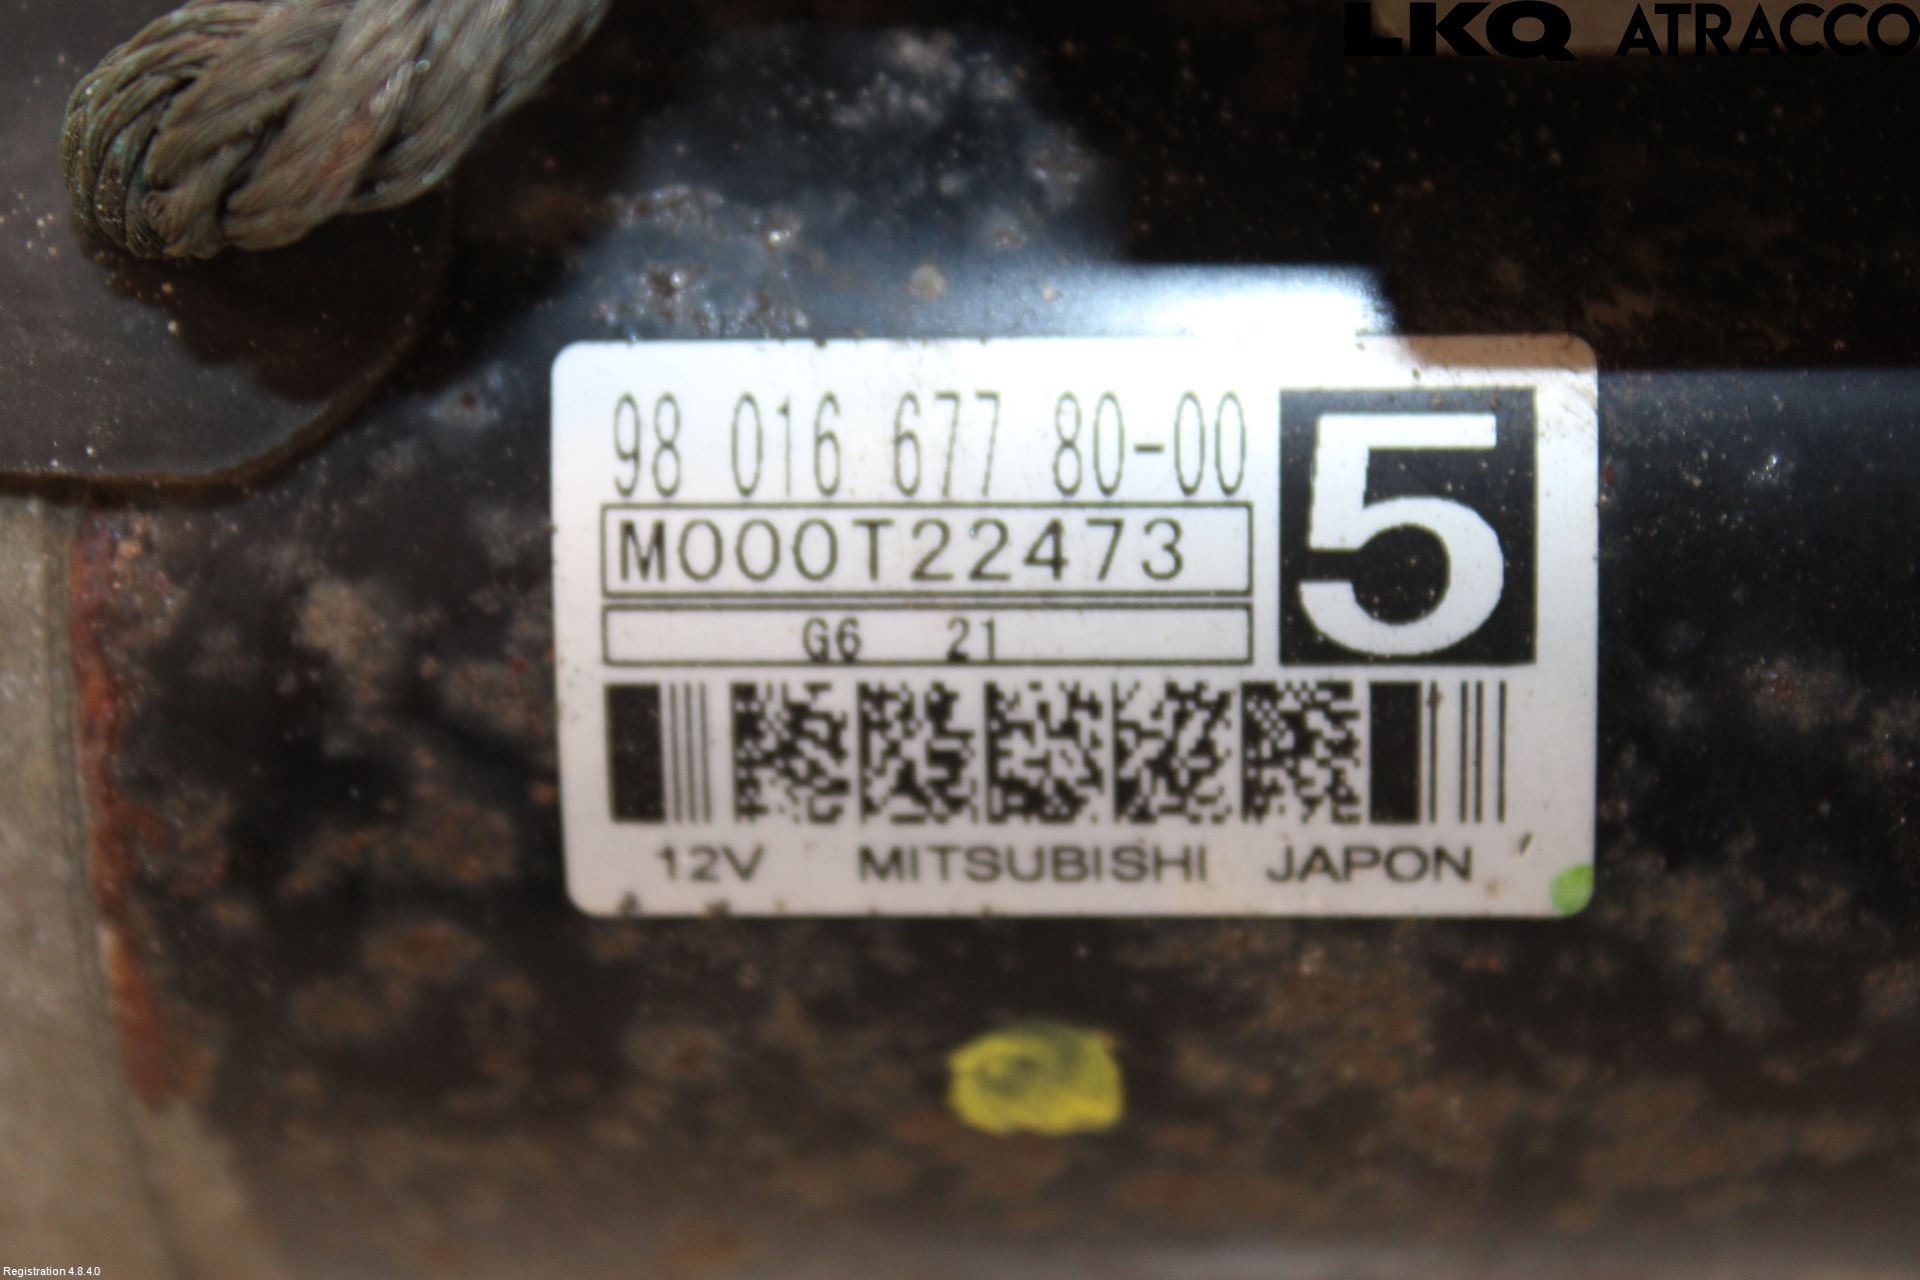 LKQ ATRACCO
98 016 677 80-00
5
M000T22473
G6 21
12V MITSUBISHI JAPON
Registration 4.8.4.0